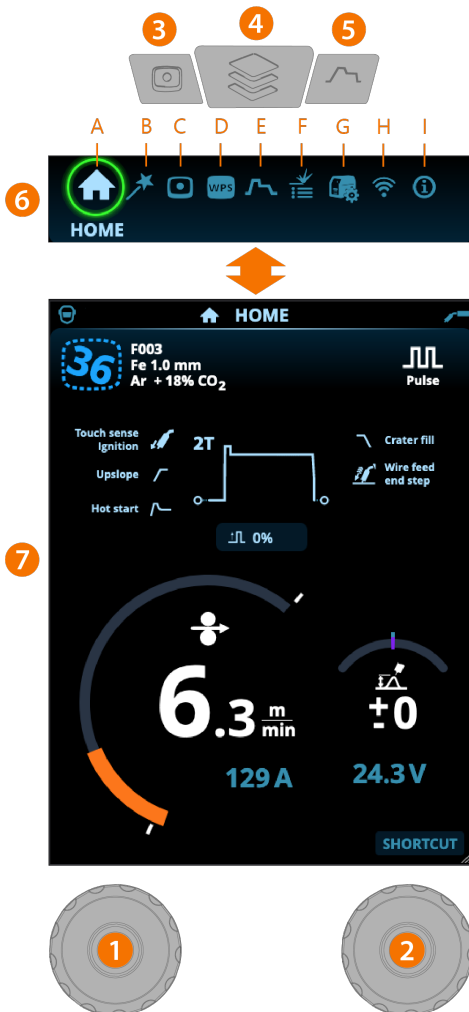 3
4
5
A B C D E F G H I
WPS
6
HOME
HOME
36
F003
Fe 1.0 mm
Ar + 18% CO2
Pulse
Touch sense
Ignition
2T
Crater fill
Upslope
Wire feed
end step
Hot start
0%
7
6.3 m/min
±0
129 A
24.3 V
SHORTCUT
1
2